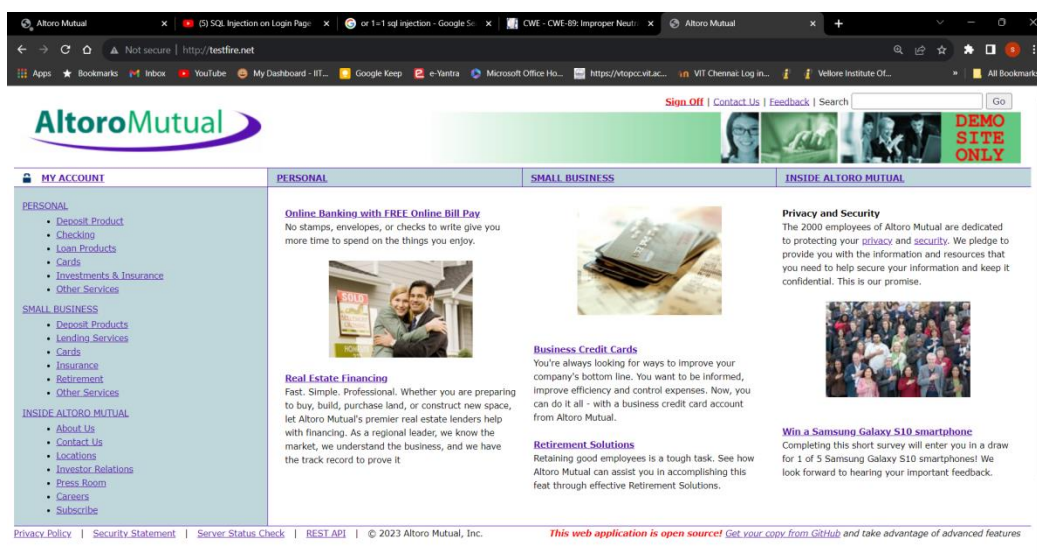 Altoro Mutual
(5) SQL Injection on Login Page
or 1=1 sql injection - Google Se
CWE - CWE-89: Improper Neutr
Altoro Mutual
Not secure | http://testfire.net
Apps Bookmarks Inbox YouTube My Dashboard - IIT... Google Keep e-Yantra Microsoft Office Ho... https://vtopcc.vit.ac... VIT Chennai: Log in... Vellore Institute Of... » All Bookmarks
Sign Off | Contact Us | Feedback | Search Go
AltoroMutual
DEMO
SITE
ONLY
MY ACCOUNT
PERSONAL
SMALL BUSINESS
INSIDE ALTORO MUTUAL
PERSONAL
• Deposit Product
• Checking
• Loan Products
• Cards
• Investments & Insurance
• Other Services
SMALL BUSINESS
• Deposit Products
• Lending Services
• Cards
• Insurance
• Retirement
• Other Services
INSIDE ALTORO MUTUAL
• About Us
• Contact Us
• Locations
• Investor Relations
• Press Room
• Careers
• Subscribe
Online Banking with FREE Online Bill Pay
No stamps, envelopes, or checks to write give you
more time to spend on the things you enjoy.
SOLD
Real Estate Financing
Fast. Simple. Professional. Whether you are preparing
to buy, build, purchase land, or construct new space,
let Altoro Mutual's premier real estate lenders help
with financing. As a regional leader, we know the
market, we understand the business, and we have
the track record to prove it
Business Credit Cards
You're always looking for ways to improve your
company's bottom line. You want to be informed,
improve efficiency and control expenses. Now, you
can do it all - with a business credit card account
from Altoro Mutual.
Retirement Solutions
Retaining good employees is a tough task. See how
Altoro Mutual can assist you in accomplishing this
feat through effective Retirement Solutions.
Privacy and Security
The 2000 employees of Altoro Mutual are dedicated
to protecting your privacy and security. We pledge to
provide you with the information and resources that
you need to help secure your information and keep it
confidential. This is our promise.
Win a Samsung Galaxy S10 smartphone
Completing this short survey will enter you in a draw
for 1 of 5 Samsung Galaxy S10 smartphones! We
look forward to hearing your important feedback.
Privacy Policy | Security Statement | Server Status Check | REST API | © 2023 Altoro Mutual, Inc.
This web application is open source! Get your copy from GitHub and take advantage of advanced features